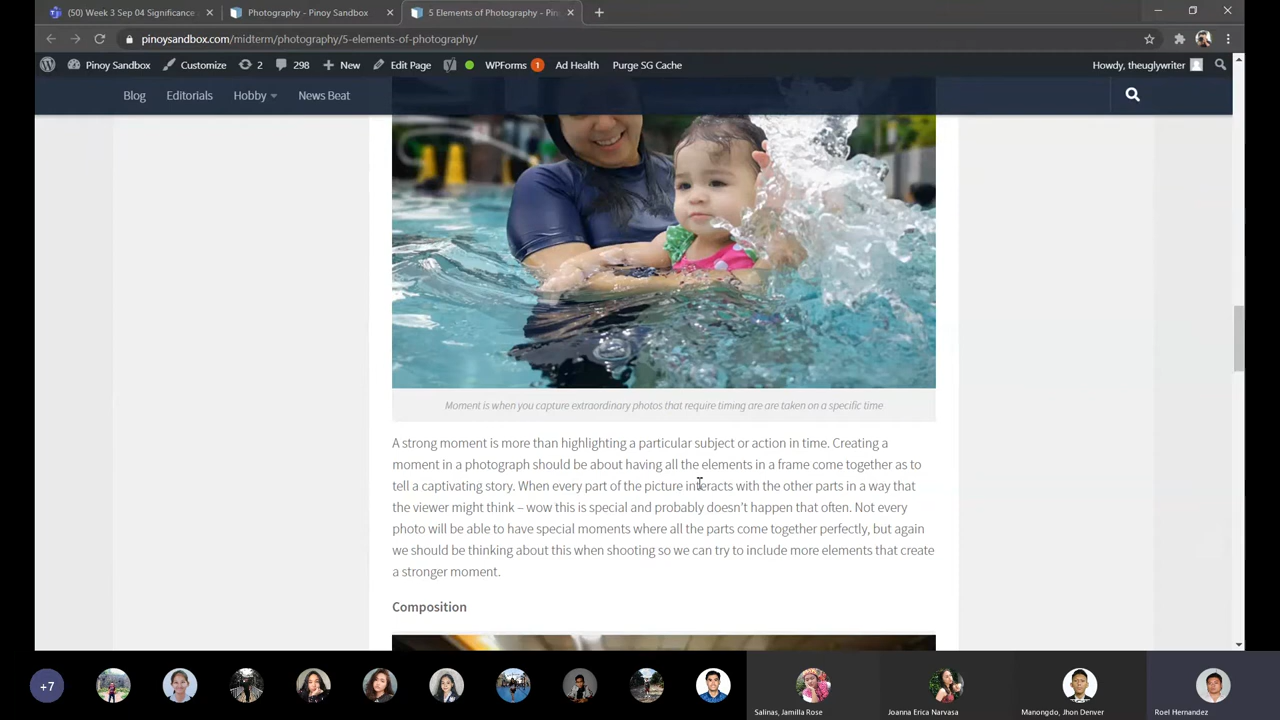 (50) Week 3 Sep 04 Significance
Photography - Pinoy Sandbox
5 Elements of Photography - Pin
pinoysandbox.com/midterm/photography/5-elements-of-photography/
Pinoy Sandbox Customize 2 298 New Edit Page WPForms 1 Ad Health Purge SG Cache Howdy, theuglywriter
Blog Editorials Hobby News Beat
Moment is when you capture extraordinary photos that require timing are are taken on a specific time
A strong moment is more than highlighting a particular subject or action in time. Creating a
moment in a photograph should be about having all the elements in a frame come together as to
tell a captivating story. When every part of the picture interacts with the other parts in a way that
the viewer might think – wow this is special and probably doesn't happen that often. Not every
photo will be able to have special moments where all the parts come together perfectly, but again
we should be thinking about this when shooting so we can try to include more elements that create
a stronger moment.
Composition
+7
Salinas, Jamilla Rose
Joanna Erica Narvasa
Manongdo, Jhon Denver
Roel Hernandez